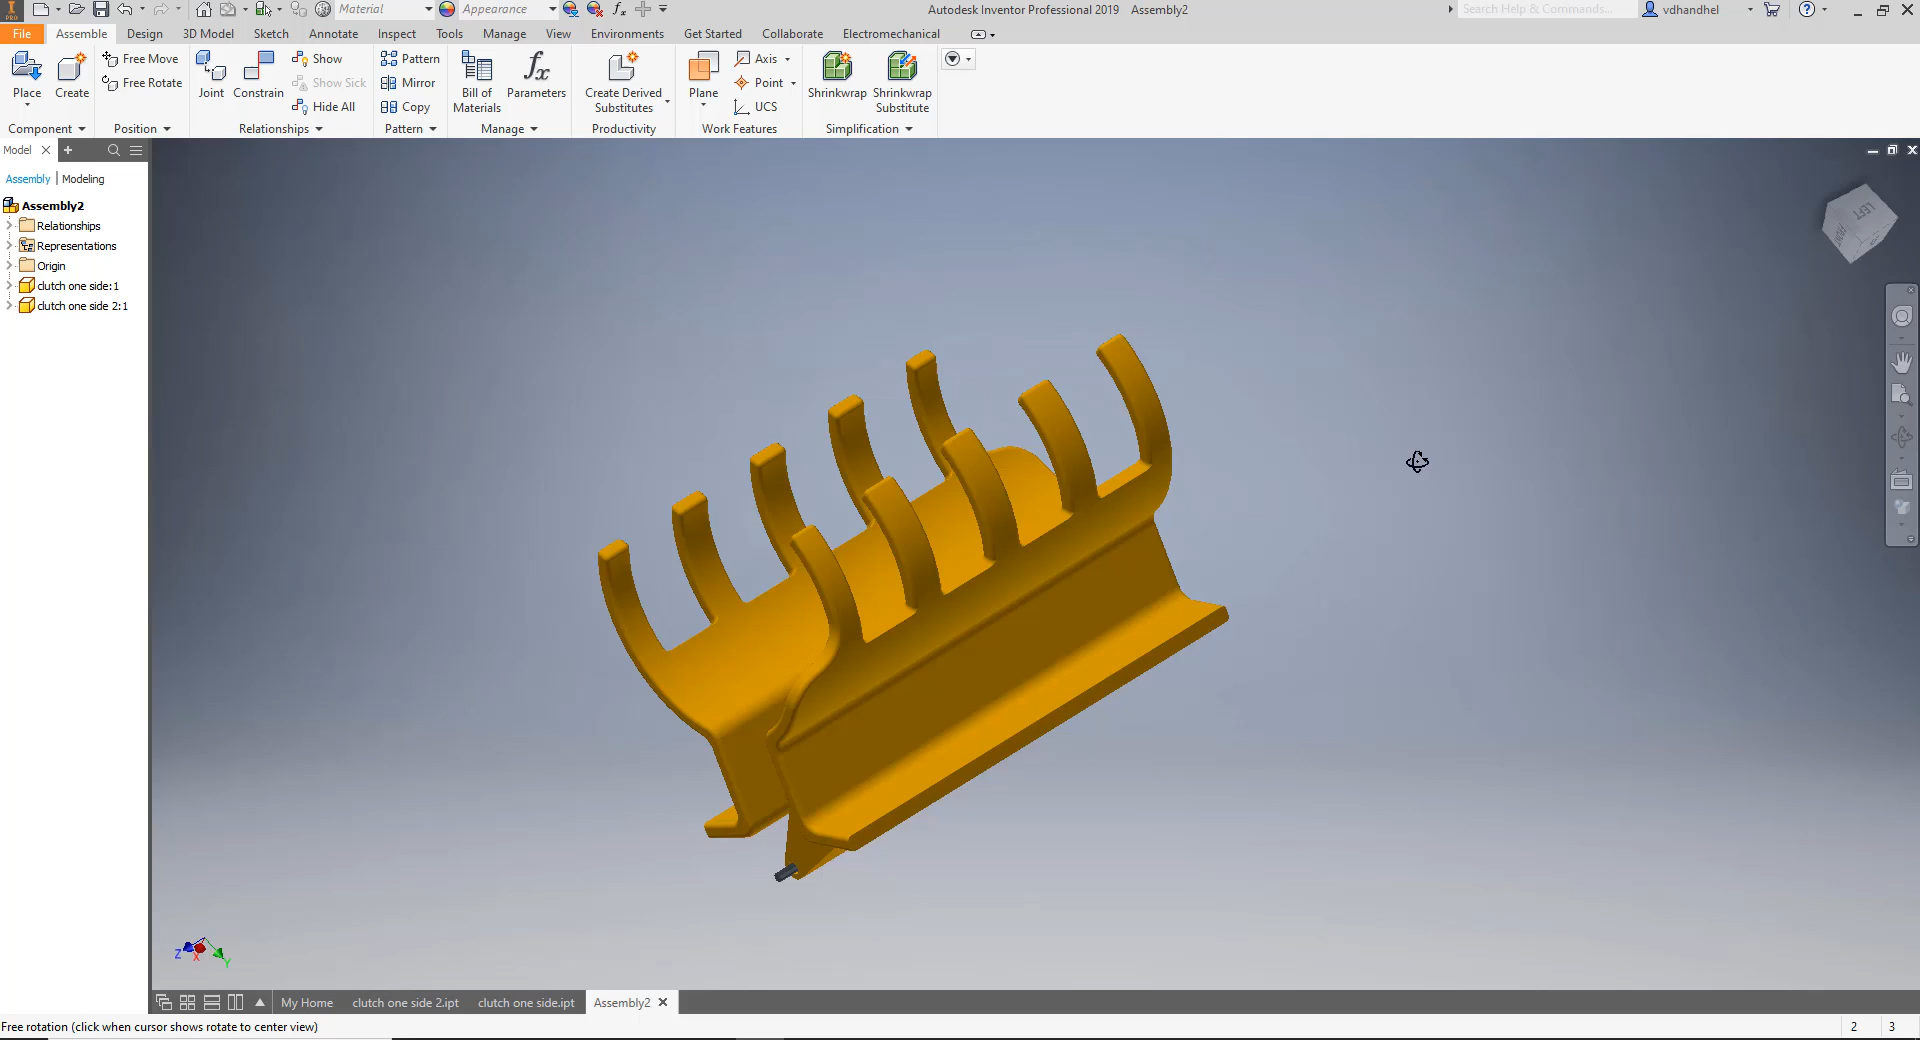 Material
Appearance
Autodesk Inventor Professional 2019 Assembly2
Search Help & Commands...
vdhandhel
File Assemble Design 3D Model Sketch Annotate Inspect Tools Manage View Environments Get Started Collaborate Electromechanical
Place
Create
Free Move
Free Rotate
Joint
Constrain
Show
Show Sick
Hide All
Pattern
Mirror
Copy
Bill of
Materials
Parameters
Create Derived
Substitutes
Plane
Axis
Point
UCS
Shrinkwrap
Shrinkwrap
Substitute
Component Position Relationships Pattern Manage Productivity Work Features Simplification
Model
Assembly Modeling
Assembly2
Relationships
Representations
Origin
clutch one side:1
clutch one side 2:1
LEFT
Z X Y
My Home clutch one side 2.ipt clutch one side.ipt Assembly2
Free rotation (click when cursor shows rotate to center view)
2 3